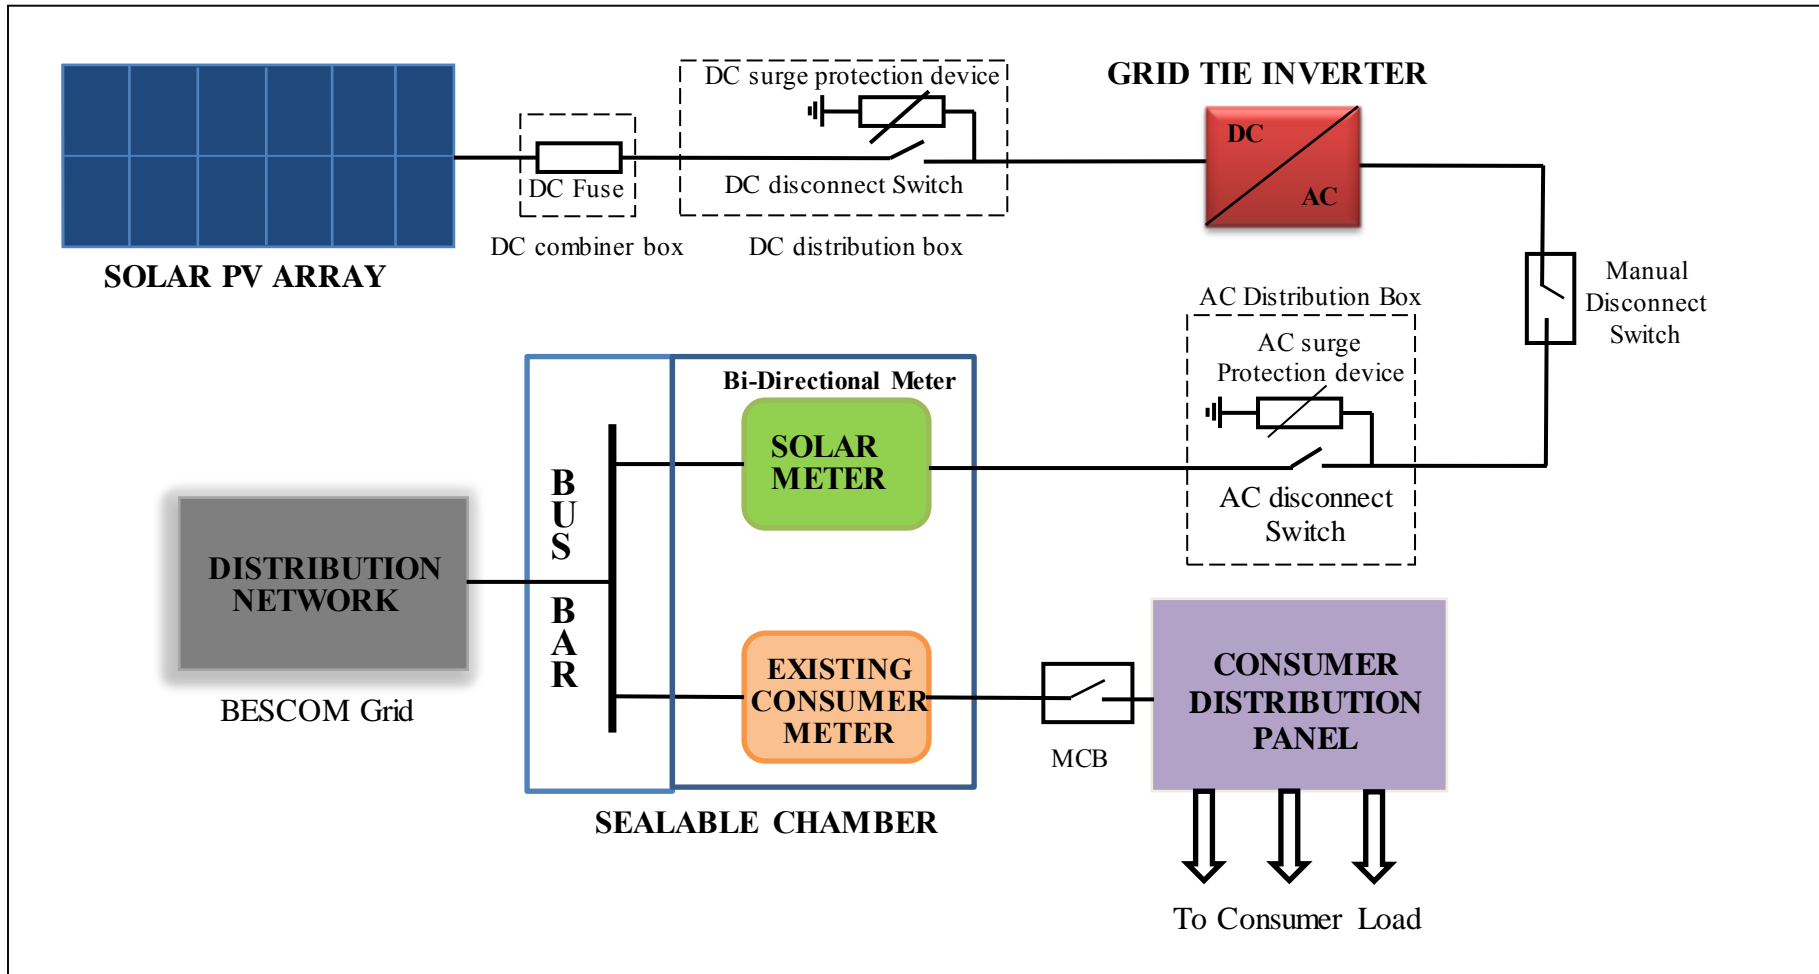 DC surge protection device
GRID TIE INVERTER
DC
AC
DC Fuse
DC disconnect Switch
DC combiner box
DC distribution box
SOLAR PV ARRAY
Manual
Disconnect
Switch
AC Distribution Box
AC surge
Protection device
AC disconnect
Switch
Bi-Directional Meter
SOLAR
METER
B
U
S
B
A
R
DISTRIBUTION
NETWORK
BESCOM Grid
EXISTING
CONSUMER
METER
MCB
CONSUMER
DISTRIBUTION
PANEL
SEALABLE CHAMBER
To Consumer Load